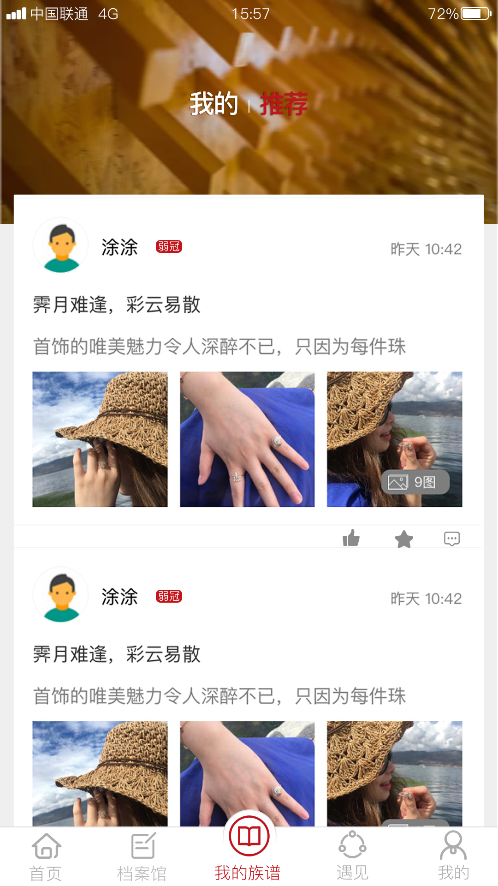 中国联通 4G 15:57 72%
我的 | 推荐
涂涂 弱冠 昨天 10:42
霁月难逢，彩云易散
首饰的唯美魅力令人深醉不已，只因为每件珠
9图
涂涂 弱冠 昨天 10:42
霁月难逢，彩云易散
首饰的唯美魅力令人深醉不已，只因为每件珠
首页 档案馆 我的族谱 遇见 我的